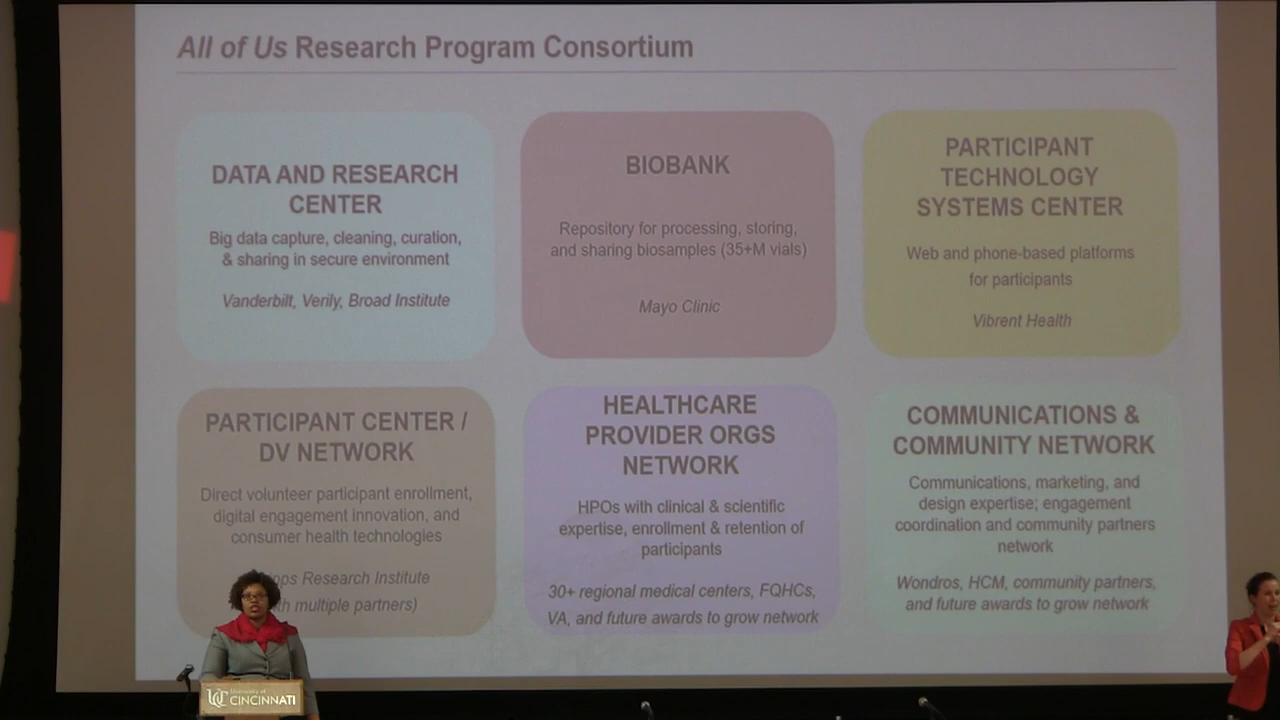 All of Us Research Program Consortium
DATA AND RESEARCH
CENTER
Big data capture, cleaning, curation,
& sharing in secure environment
Vanderbilt, Verily, Broad Institute
BIOBANK
Repository for processing, storing,
and sharing biosamples (35+M vials)
Mayo Clinic
PARTICIPANT
TECHNOLOGY
SYSTEMS CENTER
Web and phone-based platforms
for participants
Vibrent Health
PARTICIPANT CENTER /
DV NETWORK
Direct volunteer participant enrollment,
digital engagement innovation, and
consumer health technologies
Research Institute
multiple partners)
HEALTHCARE
PROVIDER ORGS
NETWORK
HPOs with clinical & scientific
expertise, enrollment & retention of
participants
30+ regional medical centers, FQHCs,
VA, and future awards to grow network
COMMUNICATIONS &
COMMUNITY NETWORK
Communications, marketing, and
design expertise; engagement
coordination and community partners
network
Wondros, HCM, community partners,
and future awards to grow network
UC University of
CINCINNATI